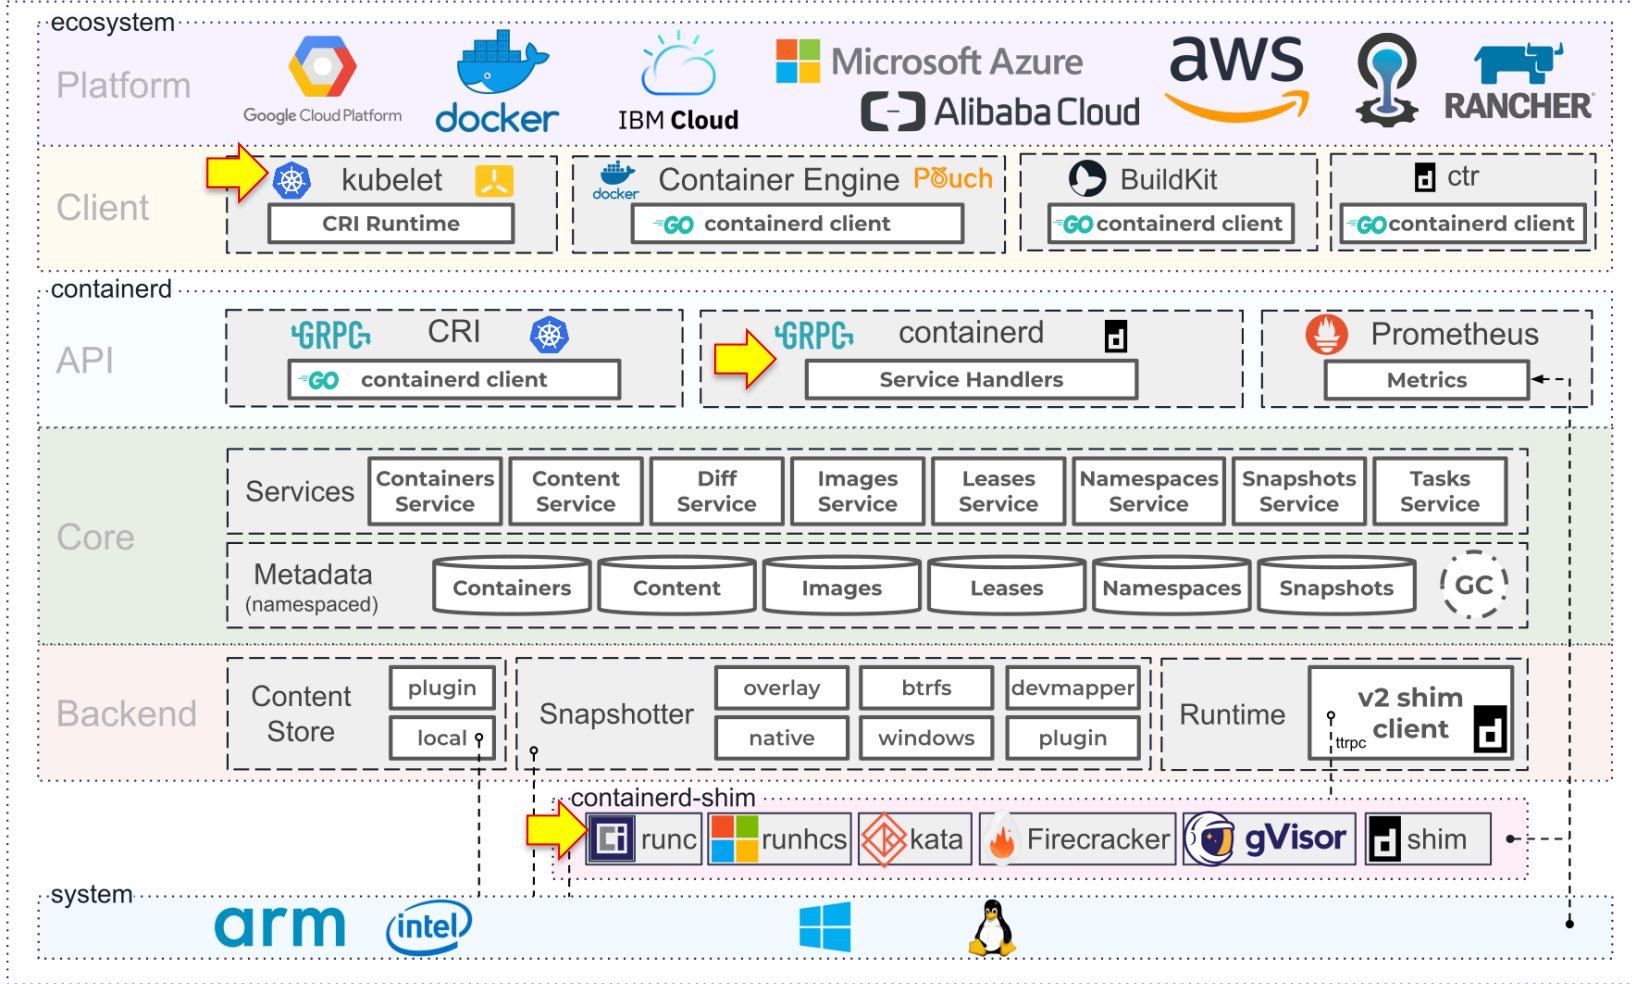 ecosystem
Platform
Google Cloud Platform
docker
IBM Cloud
Microsoft Azure
Alibaba Cloud
aws
RANCHER
Client
kubelet
CRI Runtime
docker
Container Engine
Pouch
GO containerd client
BuildKit
GO containerd client
ctr
GO containerd client
containerd
API
GRPC
CRI
GO containerd client
GRPC
containerd
Service Handlers
Prometheus
Metrics
Core
Services
Containers
Service
Content
Service
Diff
Service
Images
Service
Leases
Service
Namespaces
Service
Snapshots
Service
Tasks
Service
Metadata
(namespaced)
Containers
Content
Images
Leases
Namespaces
Snapshots
GC
Backend
Content
Store
plugin
local
Snapshotter
overlay
btrfs
devmapper
native
windows
plugin
Runtime
v2 shim
client
ttrpc
containerd-shim
runc
runhcs
kata
Firecracker
gVisor
shim
system
arm
intel